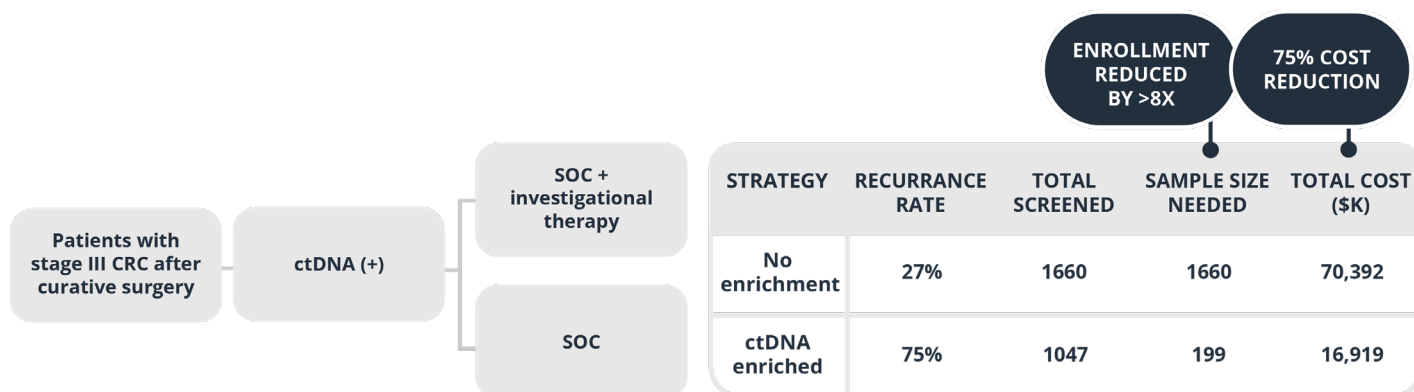 ENROLLMENT
REDUCED
BY >8X
75% COST
REDUCTION
Patients with
stage III CRC after
curative surgery
ctDNA (+)
SOC +
investigational
therapy
SOC
STRATEGY
RECURRANCE
RATE
TOTAL
SCREENED
SAMPLE SIZE
NEEDED
TOTAL COST
($K)
No
enrichment
27%
1660
1660
70,392
ctDNA
enriched
75%
1047
199
16,919